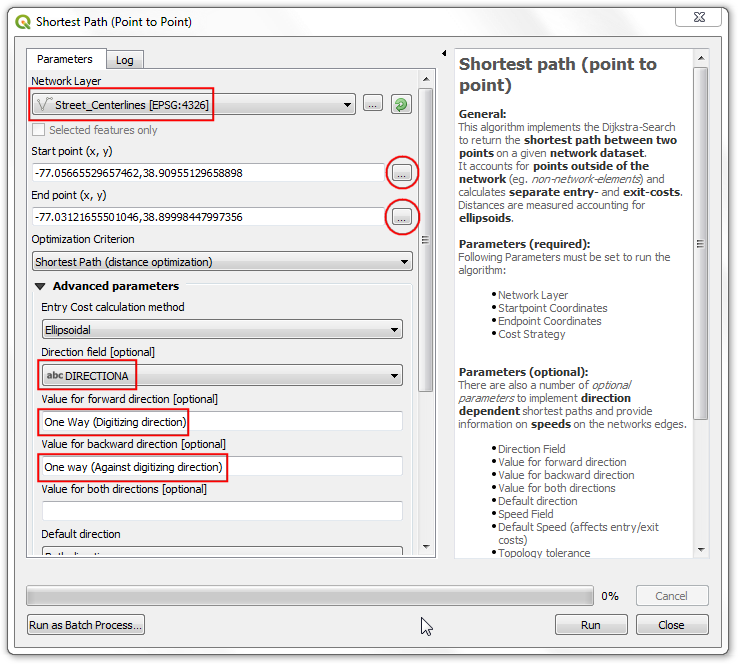 Shortest Path (Point to Point)
Parameters
Log
Network Layer
Street_Centerlines [EPSG:4326]
...
Selected features only
Start point (x, y)
-77.05665529657462,38.90955129658898
...
End point (x, y)
-77.03121655501046,38.89998447997356
...
Optimization Criterion
Shortest Path (distance optimization)
Advanced parameters
Entry Cost calculation method
Ellipsoidal
Direction field [optional]
abc DIRECTIONA
Value for forward direction [optional]
One Way (Digitizing direction)
Value for backward direction [optional]
One way (Against digitizing direction)
Value for both directions [optional]
Default direction
Shortest path (point to
point)
General:
This algorithm implements the Dijkstra-Search
to return the shortest path between two
points on a given network dataset.
It accounts for points outside of the
network (eg. non-network-elements) and
calculates separate entry- and exit-costs.
Distances are measured accounting for
ellipsoids.
Parameters (required):
Following Parameters must be set to run the
algorithm:
Network Layer
Startpoint Coordinates
Endpoint Coordinates
Cost Strategy
Parameters (optional):
There are also a number of optional
parameters to implement direction
dependent shortest paths and provide
information on speeds on the networks edges.
Direction Field
Value for forward direction
Value for backward direction
Value for both directions
Default direction
Speed Field
Default Speed (affects entry/exit
costs)
Topology tolerance
0%
Cancel
Run as Batch Process...
Run
Close